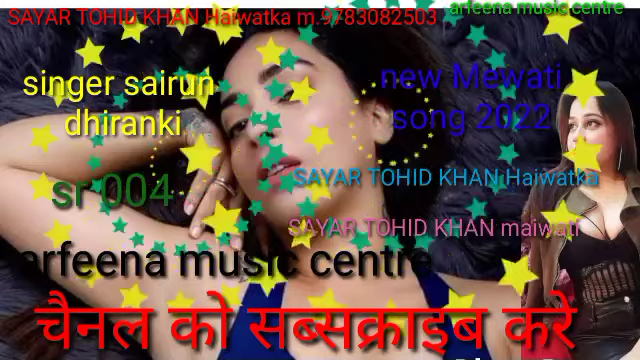 SAYAR TOHID KHAN Haiwatka m.9783082503
arfeena music centre
singer sairun
dhiranki
new Mewati
song 2022
sr 004
SAYAR TOHID KHAN Haiwatka
SAYAR TOHID KHAN maiwati
arfeena music centre
चैनल को सब्सक्राइब करे